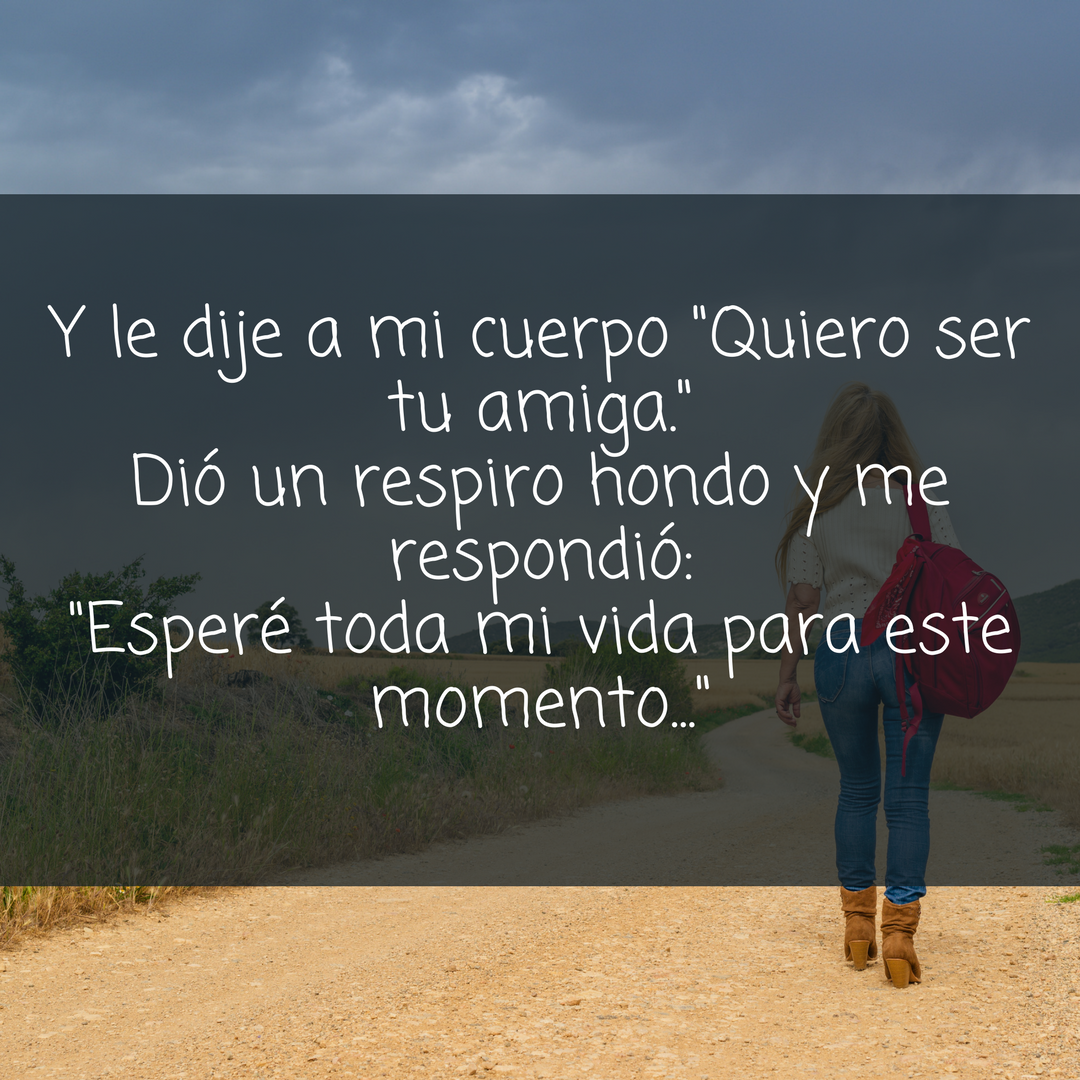 Y le dije a mi cuerpo "Quiero ser
tu amiga."
Dió un respiro hondo y me
respondió:
"Esperé toda mi vida para este
momento..."